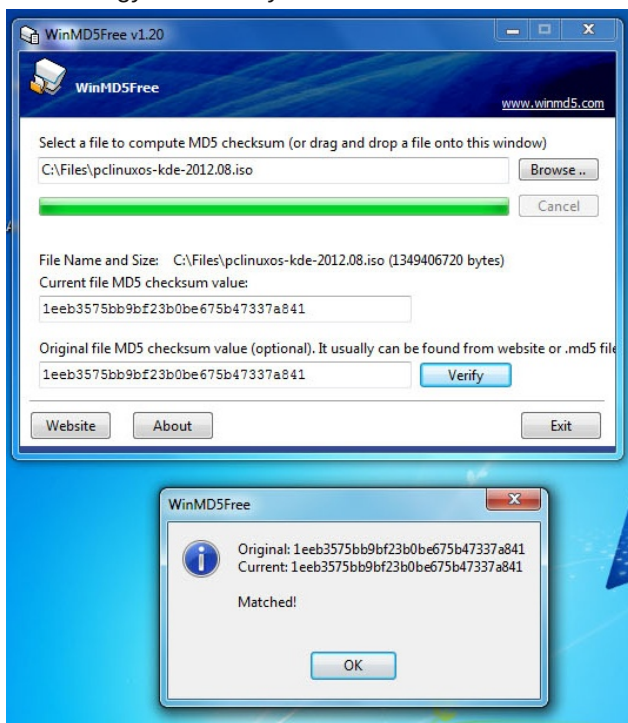 WinMD5Free v1.20
WinMD5Free
www.winmd5.com
Select a file to compute MD5 checksum (or drag and drop a file onto this window)
C:\Files\pclinuxos-kde-2012.08.iso
Browse ..
Cancel
File Name and Size: C:\Files\pclinuxos-kde-2012.08.iso (1349406720 bytes)
Current file MD5 checksum value:
1eeb3575bb9bf23b0be675b47337a841
Original file MD5 checksum value (optional). It usually can be found from website or .md5 file
1eeb3575bb9bf23b0be675b47337a841
Verify
Website
About
Exit
WinMD5Free
Original: 1eeb3575bb9bf23b0be675b47337a841
Current: 1eeb3575bb9bf23b0be675b47337a841
Matched!
OK